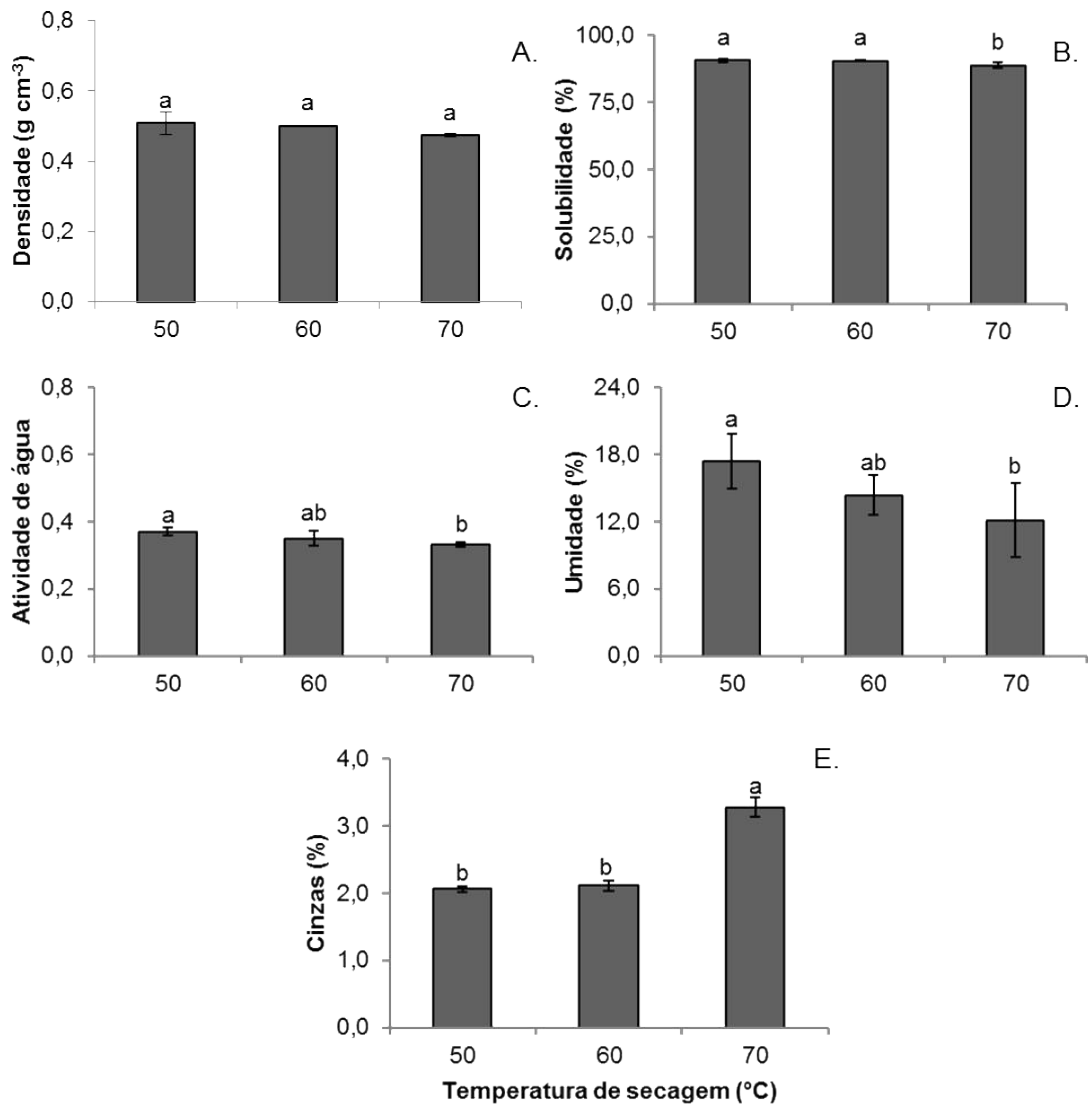 A.
Densidade (g cm-3)
0,8
0,6
0,4
0,2
0,0
a
a
a
50
60
70
B.
Solubilidade (%)
100,0
75,0
50,0
25,0
0,0
a
a
b
50
60
70
C.
Atividade de água
0,8
0,6
0,4
0,2
0,0
a
ab
b
50
60
70
D.
Umidade (%)
24,0
18,0
12,0
6,0
0,0
a
ab
b
50
60
70
E.
Cinzas (%)
4,0
3,0
2,0
1,0
0,0
b
b
a
50
60
70
Temperatura de secagem (°C)